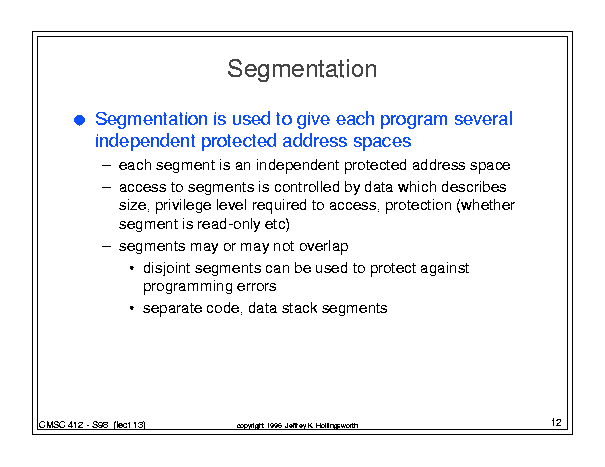 Segmentation
● Segmentation is used to give each program several
independent protected address spaces
– each segment is an independent protected address space
– access to segments is controlled by data which describes
size, privilege level required to access, protection (whether
segment is read-only etc)
– segments may or may not overlap
• disjoint segments can be used to protect against
programming errors
• separate code, data stack segments
CMSC 412 - S98 (lect 13)
copyright 1996 Jeffrey K. Hollingsworth
12